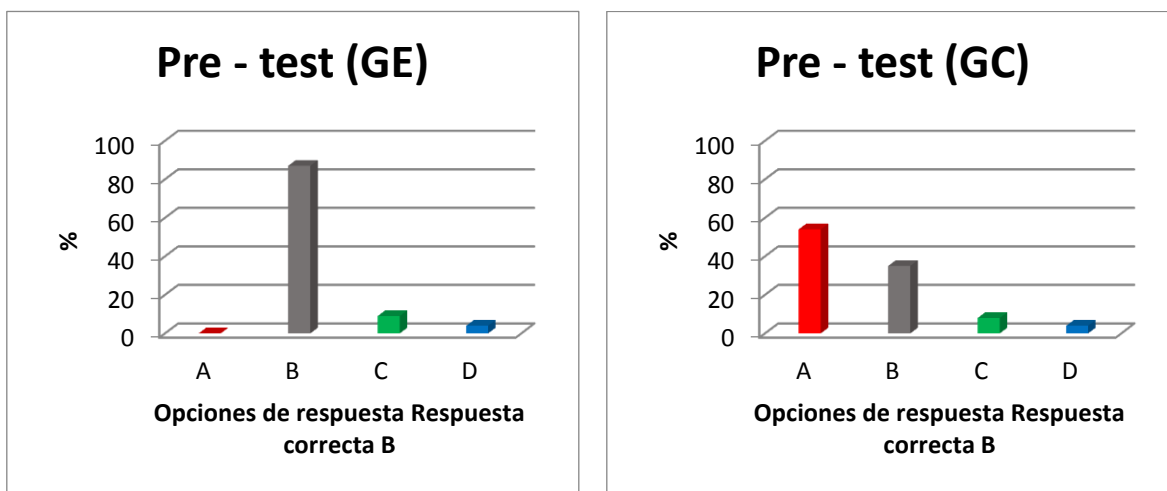 Pre - test (GE)
100
80
60
40
20
0
%
A B C D
Opciones de respuesta Respuesta
correcta B
Pre - test (GC)
100
80
60
40
20
0
%
A B C D
Opciones de respuesta Respuesta
correcta B